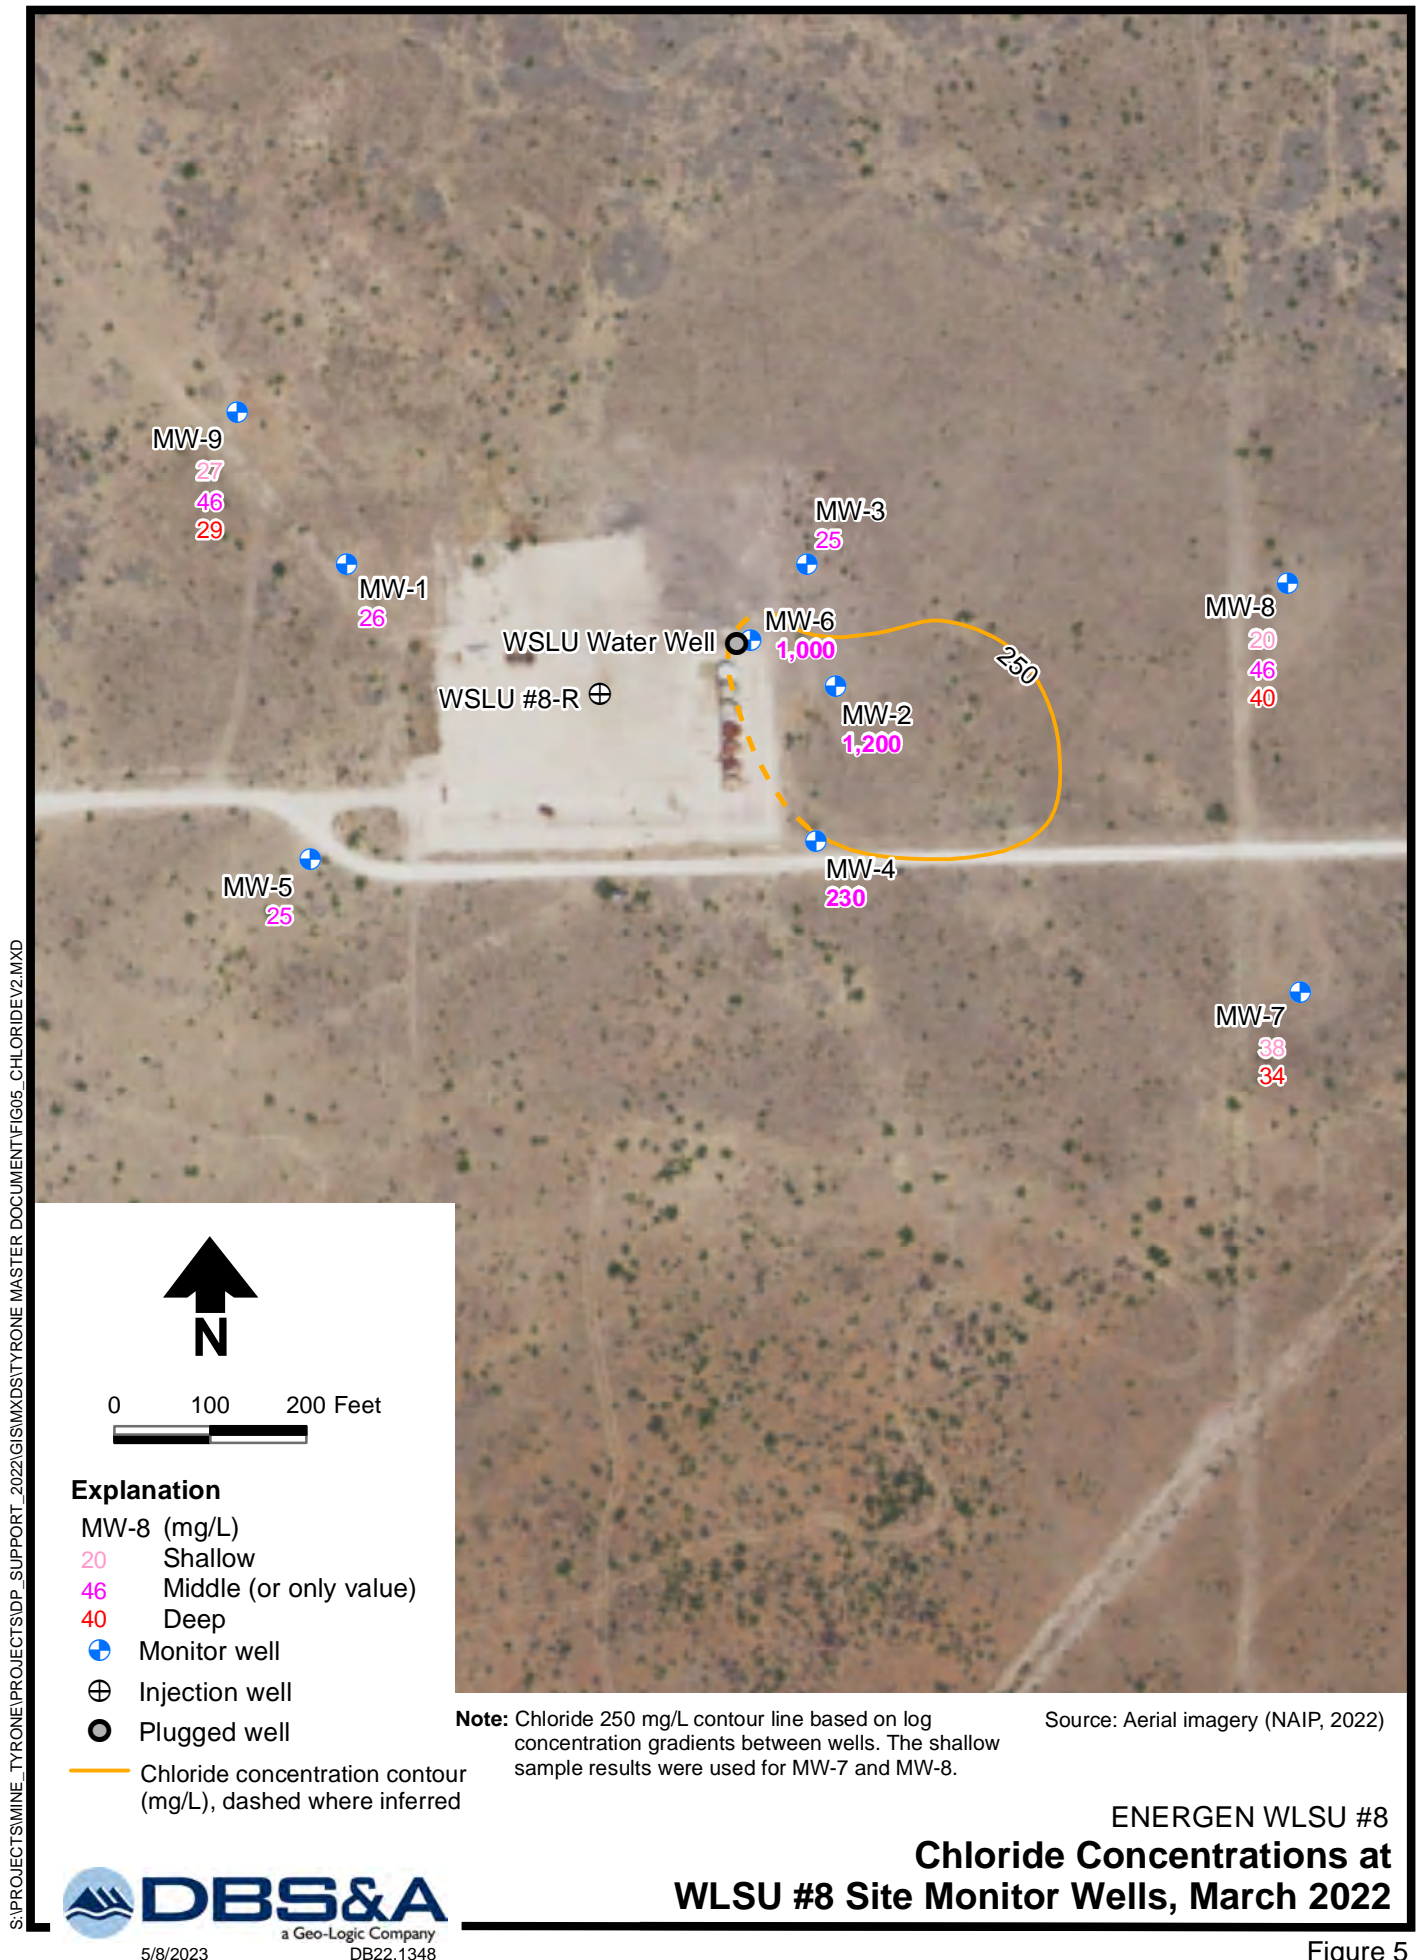 MW-9
27
46
29
MW-3
25
MW-1
26
MW-8
20
46
40
MW-6
1,000
WSLU Water Well
250
WSLU #8-R
MW-2
1,200
MW-4
230
MW-5
25
MW-7
38
34
N
0 100 200 Feet
Explanation
MW-8 (mg/L)
20 Shallow
46 Middle (or only value)
40 Deep
Monitor well
Injection well
Plugged well
Chloride concentration contour
(mg/L), dashed where inferred
Note: Chloride 250 mg/L contour line based on log
concentration gradients between wells. The shallow
sample results were used for MW-7 and MW-8.
Source: Aerial imagery (NAIP, 2022)
ENERGEN WLSU #8
Chloride Concentrations at
WLSU #8 Site Monitor Wells, March 2022
DBS&A
a Geo-Logic Company
5/8/2023 DB22.1348
Figure 5
S:\PROJECTS\MINE_TYRONE\PROJECTS\DP_SUPPORT_2022\GIS\MXDS\TYRONE MASTER DOCUMENT\FIG05_CHLORIDEV2.MXD